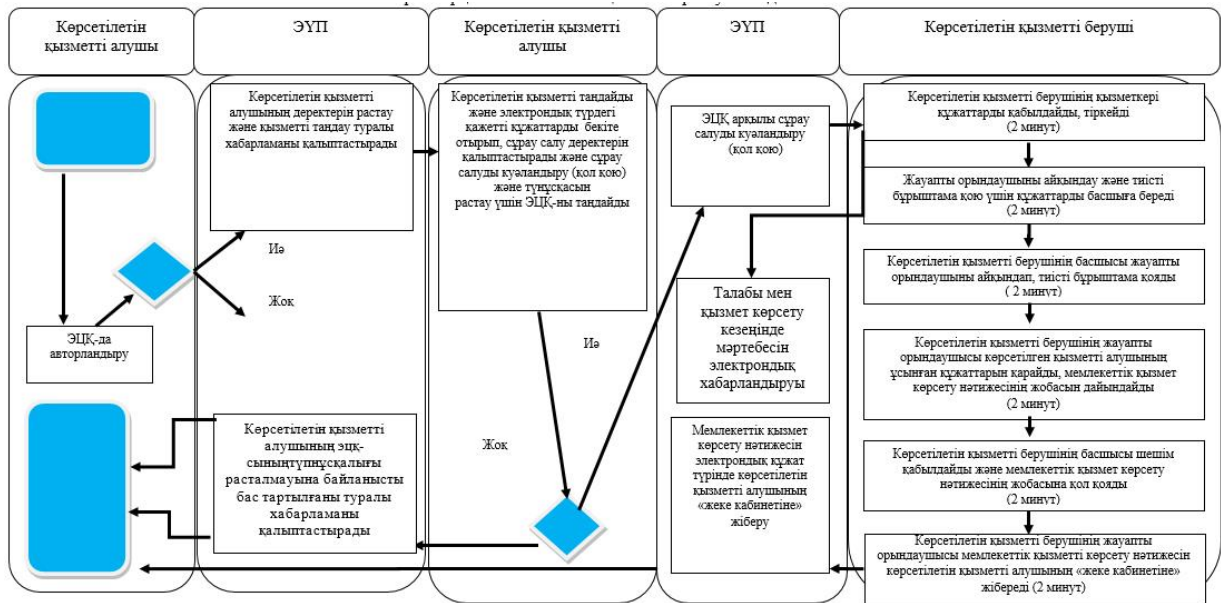 Көрсетілетін
қызметті алушы
ЭҮП
Көрсетілетін қызметті
алушы
ЭҮП
Көрсетілетін қызметті беруші
ЭЦҚ-да
авторландыру
Көрсетілетін қызметті
алушының деректерін растау
және қызметті таңдау туралы
хабарламаны қалыптастырады
Иә
Жоқ
Көрсетілетін қызметті
алушының эцқ-
сыныңтүпнұсқалығы
расталмауына байланысты
бас тартылғаны туралы
хабарламаны
қалыптастырады
Көрсетілетін қызметті таңдайды
және электрондық түрдегі
қажетті құжаттарды бекіте
отырып, сұрау салу деректерін
қалыптастырады және сұрау
салуды куәландыру (қол қою)
және түпұсқасын
растау үшін ЭЦҚ-ны таңдайды
Иә
Жоқ
ЭЦҚ арқылы сұрау
салуды куәландыру
(қол қою)
Талабы мен
қызмет көрсету
кезеңінде
мәртебесін
электрондық
хабарландыруы
Мемлекеттік қызмет
көрсету нәтижесін
электрондық құжат
түрінде көрсетілетін
қызметті алушының
«жеке кабинетіне»
жіберу
Көрсетілетін қызметті берушінің қызметкері
құжаттарды қабылдайды, тіркейді
(2 минут)
Жауапты орындаушыны айқындау және тиісті
бұрыштама қою үшін құжаттарды басшыға береді
(2 минут)
Көрсетілетін қызметті берушінің басшысы жауапты
орындаушыны айқындап, тиісті бұрыштама қояды
( 2 минут)
Көрсетілетін қызметті берушінің жауапты
орындаушысы көрсетілген қызметті алушының
ұсынған құжаттарын қарайды, мемлекеттік қызмет
көрсету нәтижесінің жобасын дайындайды
(2 минут)
Көрсетілетін қызметті берушінің басшысы шешім
қабылдайды және мемлекеттік қызмет көрсету
нәтижесінің жобасына қол қояды
(2 минут)
Көрсетілетін қызметті берушінің жауапты
орындаушысы мемлекеттік қызметті көрсету нәтижесін
көрсетілетін қызметті алушының «жеке кабинетіне»
жібереді (2 минут)